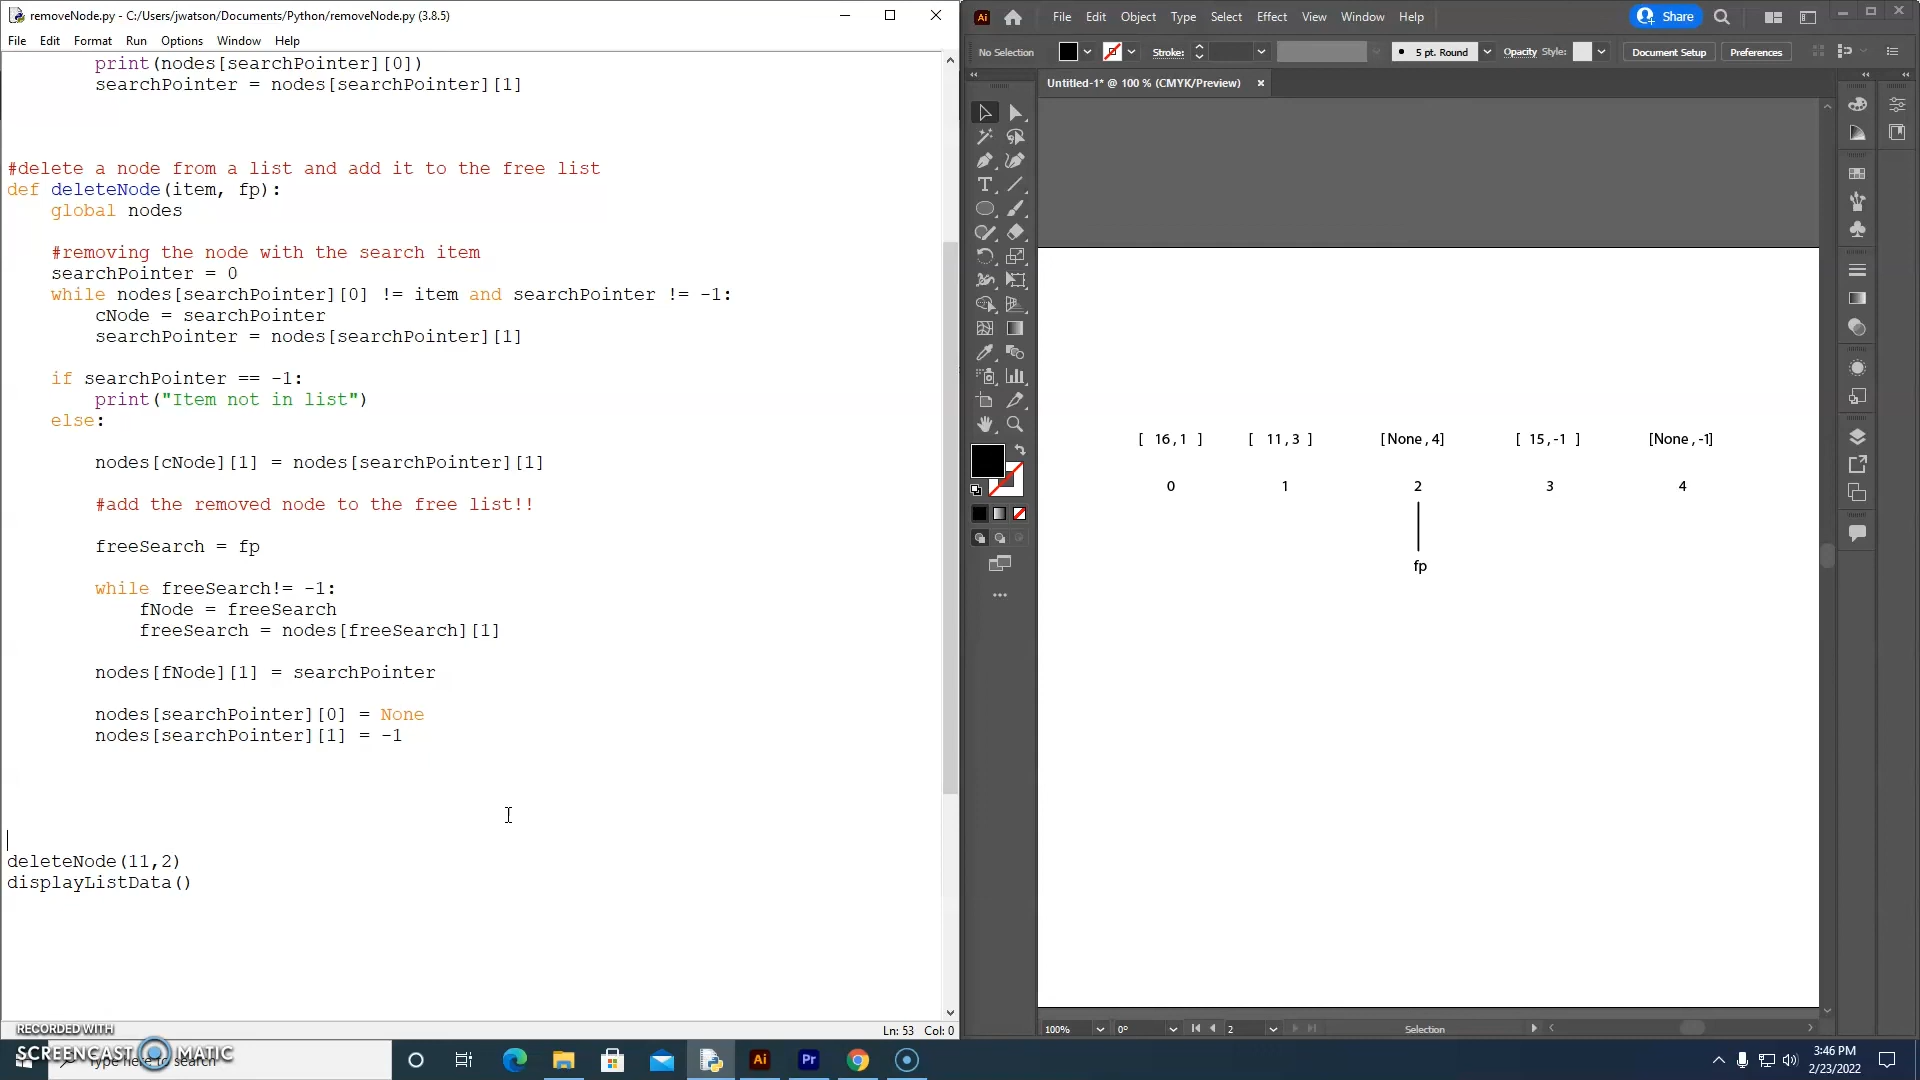 removeNode.py - C:/Users/jwatson/Documents/Python/removeNode.py (3.8.5)
File Edit Format Run Options Window Help
print(nodes[searchPointer][0])
searchPointer = nodes[searchPointer][1]
#delete a node from a list and add it to the free list
def deleteNode(item, fp):
global nodes
#removing the node with the search item
searchPointer = 0
while nodes[searchPointer][0] != item and searchPointer != -1:
cNode = searchPointer
searchPointer = nodes[searchPointer][1]
if searchPointer == -1:
print("Item not in list")
else:
nodes[cNode][1] = nodes[searchPointer][1]
#add the removed node to the free list!!
freeSearch = fp
while freeSearch!= -1:
fNode = freeSearch
freeSearch = nodes[freeSearch][1]
nodes[fNode][1] = searchPointer
nodes[searchPointer][0] = None
nodes[searchPointer][1] = -1
deleteNode(11,2)
displayListData()
Ln: 53 Col: 0
Ai File Edit Object Type Select Effect View Window Help Share
No Selection Stroke: 5 pt. Round Opacity Style: Document Setup Preferences
Untitled-1* @ 100 % (CMYK/Preview)
[ 16,1 ] [ 11,3 ] [None,4] [ 15,-1 ] [None,-1]
0 1 2 3 4
fp
100% 0° 2 Selection
RECORDED WITH
SCREENCAST MATIC
Type here to search
Ai Pr
3:46 PM
2/23/2022